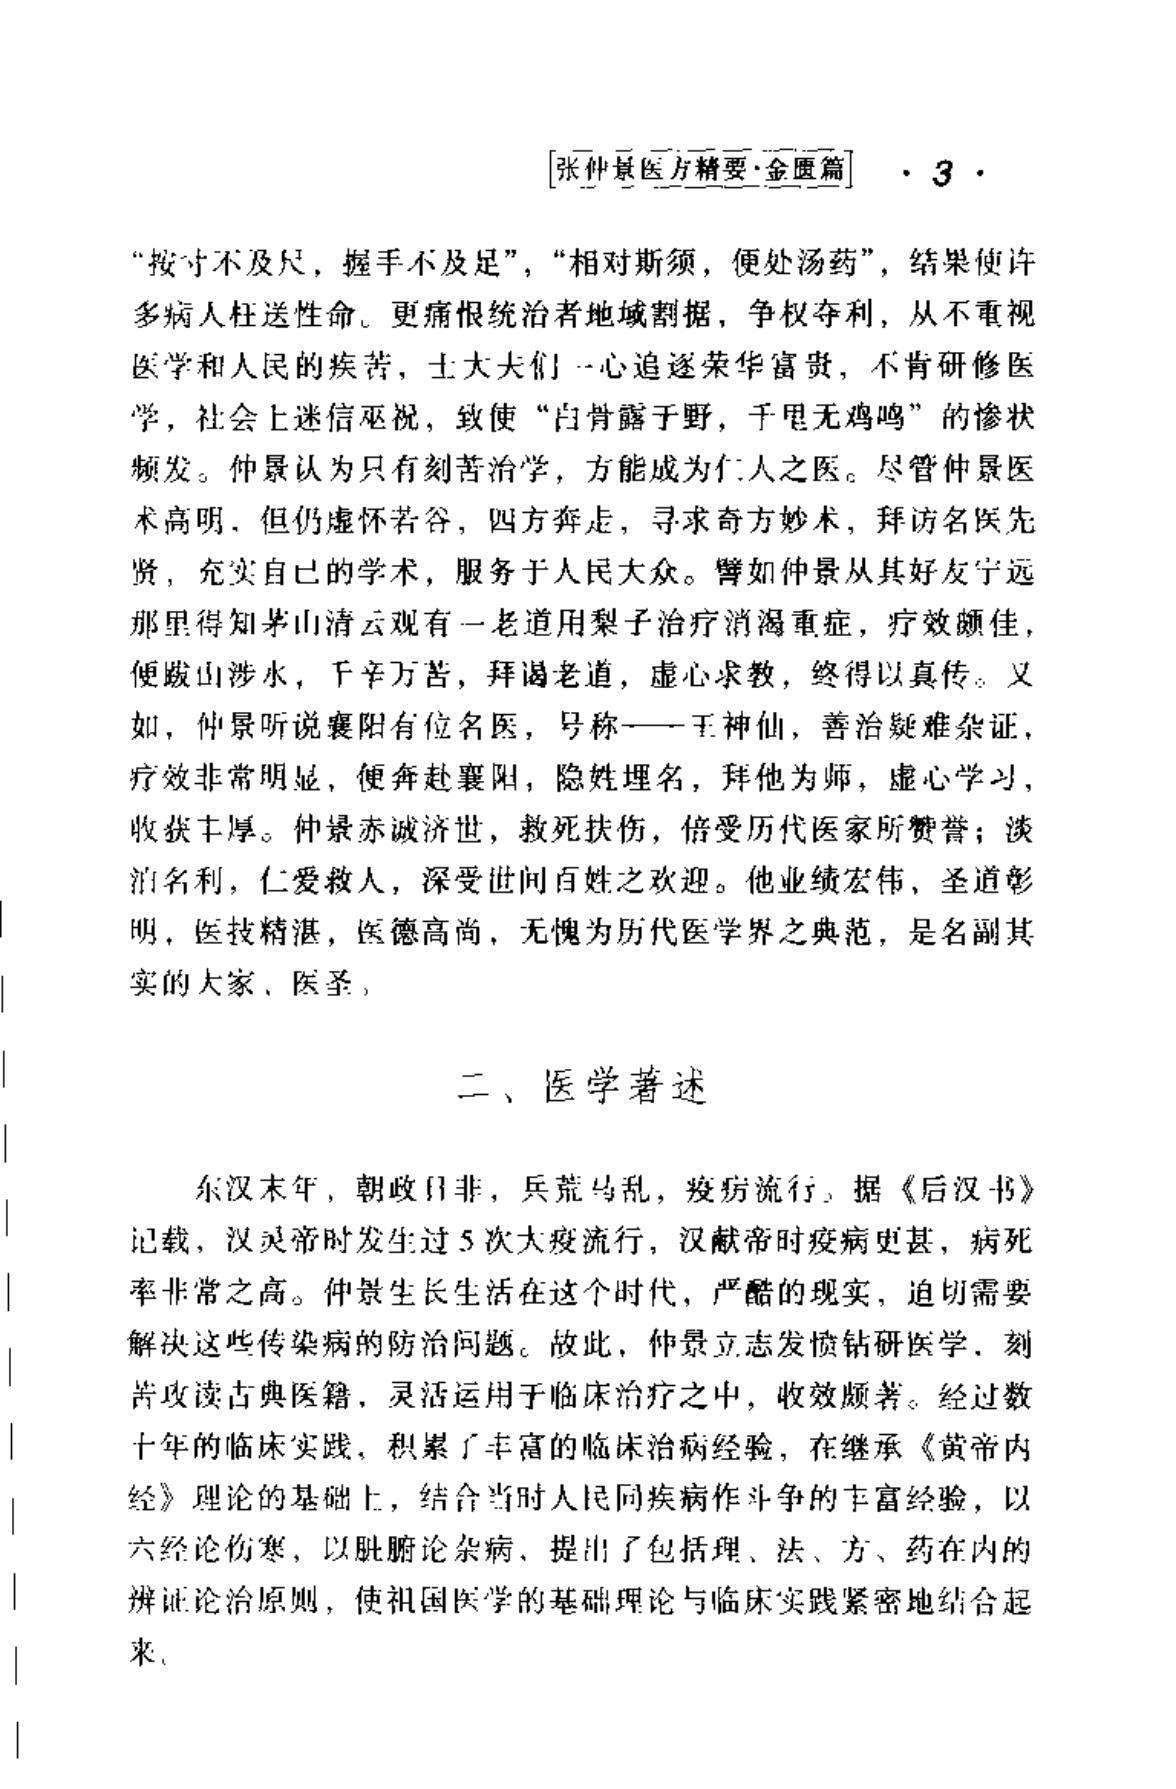 张仲景医方精要·金匮篇 · 3 ·
“按寸不及尺，握手不及足”，“相对斯须，便处汤药”，结果使许
多病人枉送性命。更痛恨统治者地域割据，争权夺利，从不重视
医学和人民的疾苦，士大夫们一心追逐荣华富贵，不肯研修医
学，社会上迷信巫祝，致使“白骨露于野，千里无鸡鸣”的惨状
频发。仲景认为只有刻苦治学，方能成为仁人之医。尽管仲景医
术高明，但仍虚怀若谷，四方奔走，寻求奇方妙术，拜访名医先
贤，充实自己的学术，服务于人民大众。譬如仲景从其好友宁远
那里得知茅山清云观有一老道用梨子治疗消渴重症，疗效颇佳，
便跋山涉水，千辛万苦，拜谒老道，虚心求教，终得以真传。又
如，仲景听说襄阳有位名医，号称——王神仙，善治疑难杂证，
疗效非常明显，便奔赴襄阳，隐姓埋名，拜他为师，虚心学习，
收获丰厚。仲景赤诚济世，救死扶伤，倍受历代医家所赞誉；淡
泊名利，仁爱救人，深受世间百姓之欢迎。他业绩宏伟，圣道彰
明，医技精湛，医德高尚，无愧为历代医学界之典范，是名副其
实的大家、医圣。
二、医学著述
东汉末年，朝政日非，兵荒马乱，疫疠流行。据《后汉书》
记载，汉灵帝时发生过5次大疫流行，汉献帝时疫病更甚，病死
率非常之高。仲景生长生活在这个时代，严酷的现实，迫切需要
解决这些传染病的防治问题。故此，仲景立志发愤钻研医学，刻
苦攻读古典医籍，灵活运用于临床治疗之中，收效颇著。经过数
十年的临床实践，积累了丰富的临床治病经验，在继承《黄帝内
经》理论的基础上，结合当时人民同疾病作斗争的丰富经验，以
六经论伤寒，以脏腑论杂病，提出了包括理、法、方、药在内的
辨证论治原则，使祖国医学的基础理论与临床实践紧密地结合起
来。